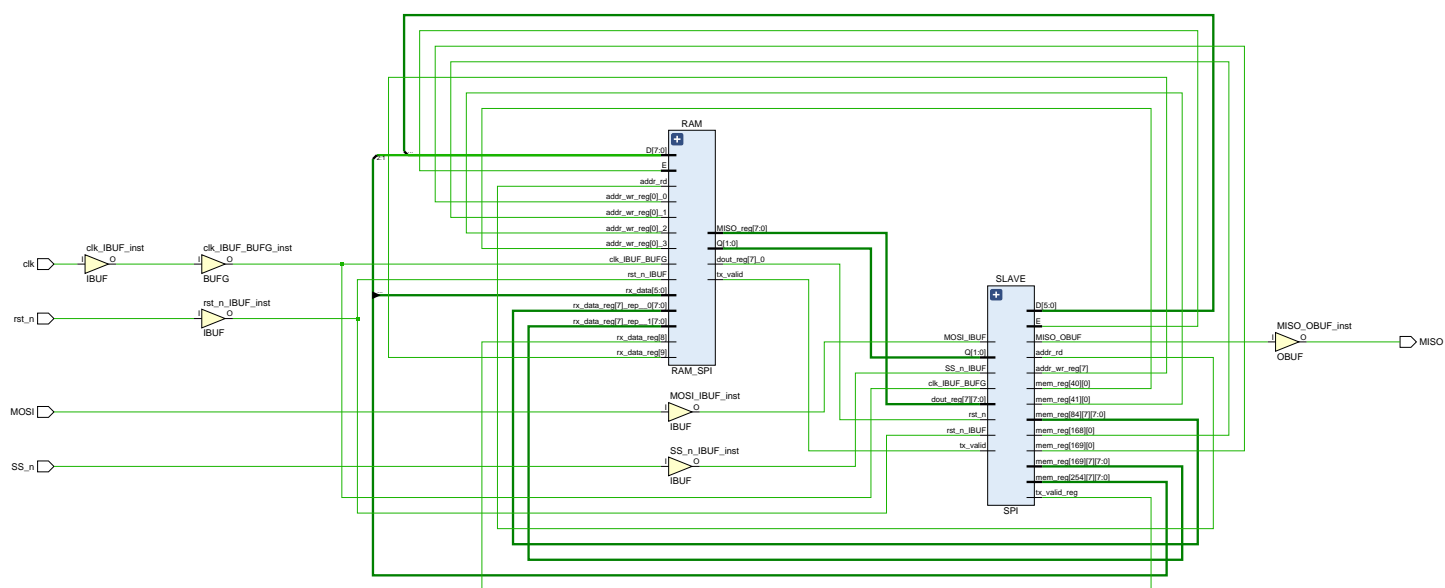 RAM
D[7:0]
2:1
...
E
addr_rd
addr_wr_reg[0]_0
addr_wr_reg[0]_1
addr_wr_reg[0]_2
addr_wr_reg[0]_3
clk_IBUF_BUFG
rst_n_IBUF
rx_data[5:0]
...
rx_data_reg[7]_rep__0[7:0]
rx_data_reg[7]_rep__1[7:0]
rx_data_reg[8]
rx_data_reg[9]
MISO_reg[7:0]
Q[1:0]
dout_reg[7]_0
tx_valid
RAM_SPI
clk
clk_IBUF_inst
I O
IBUF
clk_IBUF_BUFG_inst
I O
BUFG
rst_n
rst_n_IBUF_inst
I O
IBUF
MOSI
MOSI_IBUF_inst
I O
IBUF
SS_n
SS_n_IBUF_inst
I O
IBUF
SLAVE
MOSI_IBUF
Q[1:0]
SS_n_IBUF
clk_IBUF_BUFG
dout_reg[7][7:0]
rst_n
rst_n_IBUF
tx_valid
D[5:0]
E
MISO_OBUF
addr_rd
addr_wr_reg[7]
mem_reg[40][0]
mem_reg[41][0]
mem_reg[84][7][7:0]
mem_reg[168][0]
mem_reg[169][0]
mem_reg[169][7][7:0]
mem_reg[254][7][7:0]
tx_valid_reg
SPI
MISO_OBUF_inst
I O
OBUF
MISO